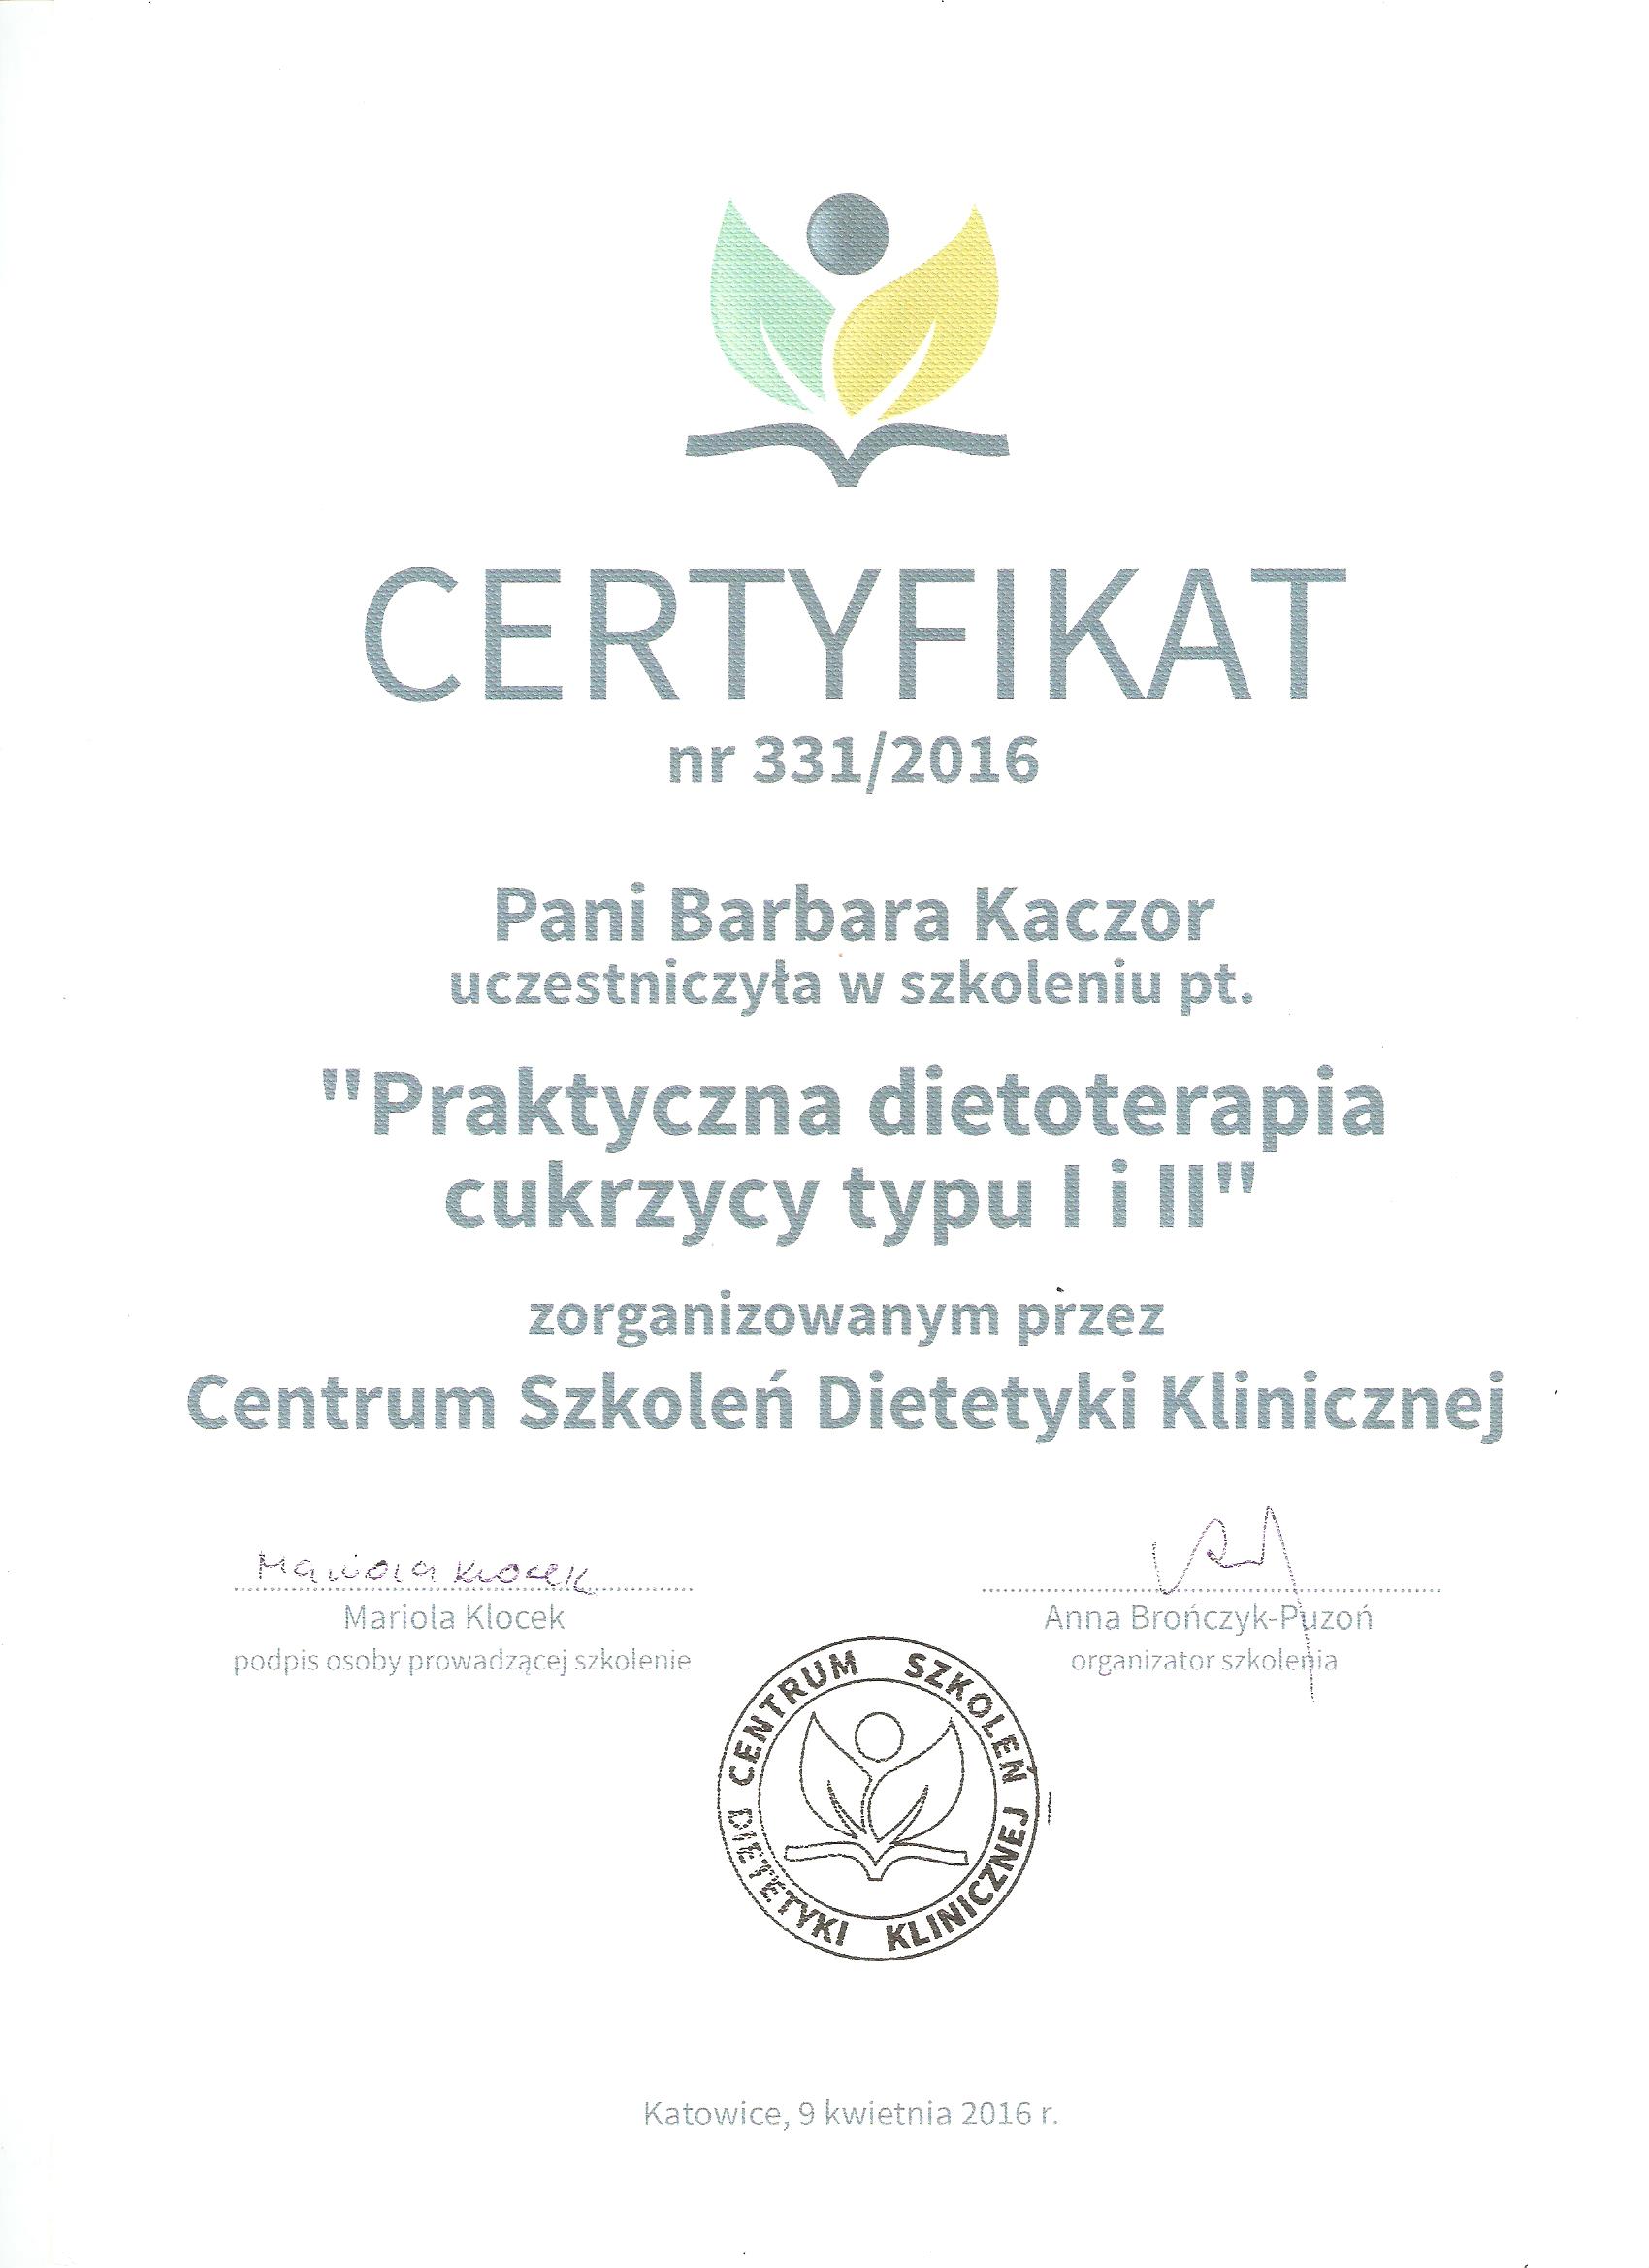 CERTYFIKAT
nr 331/2016
Pani Barbara Kaczor
uczestniczyła w szkoleniu pt.
"Praktyczna dietoterapia
cukrzycy typu I i II"
zorganizowanym przez
Centrum Szkoleń Dietetyki Klinicznej
Mariola Klocek
Mariola Klocek
podpis osoby prowadzącej szkolenie
Anna Brończyk-Puzoń
organizator szkolenia
CENTRUM SZKOLEŃ
DIETETYKI KLINICZNEJ
Katowice, 9 kwietnia 2016 r.